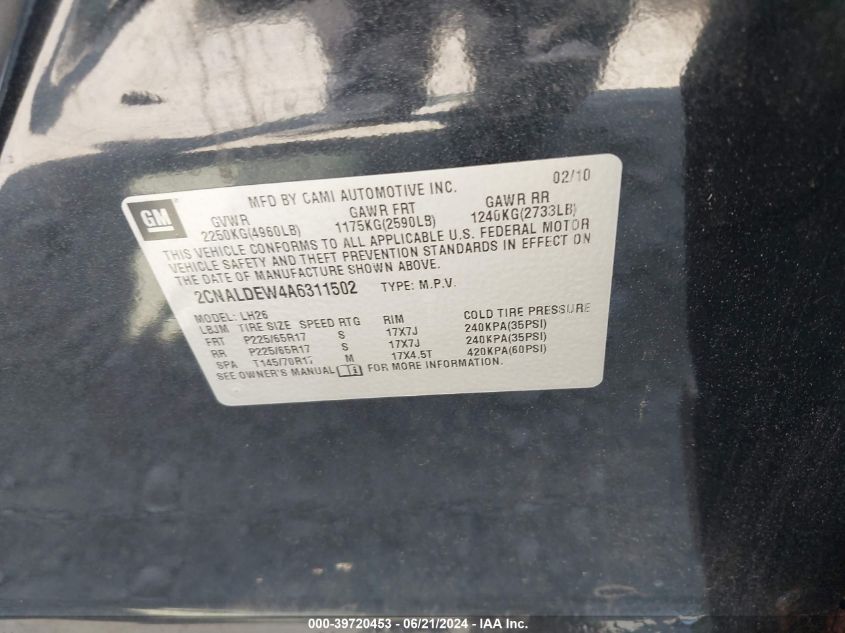 GM
MFD BY CAMI AUTOMOTIVE INC. 02/10
GVWR GAWR FRT GAWR RR
2250KG(4960LB) 1175KG(2590LB) 1240KG(2733LB)
THIS VEHICLE CONFORMS TO ALL APPLICABLE U.S. FEDERAL MOTOR
VEHICLE SAFETY AND THEFT PREVENTION STANDARDS IN EFFECT ON
THE DATE OF MANUFACTURE SHOWN ABOVE.
2CNALDEW4A6311502 TYPE: M.P.V.
MODEL: LH26
LBJM TIRE SIZE SPEED RTG RIM COLD TIRE PRESSURE
FRT P225/65R17 S 17X7J 240KPA(35PSI)
RR P225/65R17 S 17X7J 240KPA(35PSI)
SPA T145/70R17 M 17X4.5T 420KPA(60PSI)
SEE OWNER'S MANUAL FOR MORE INFORMATION.
000-39720453 - 06/21/2024 - IAA Inc.